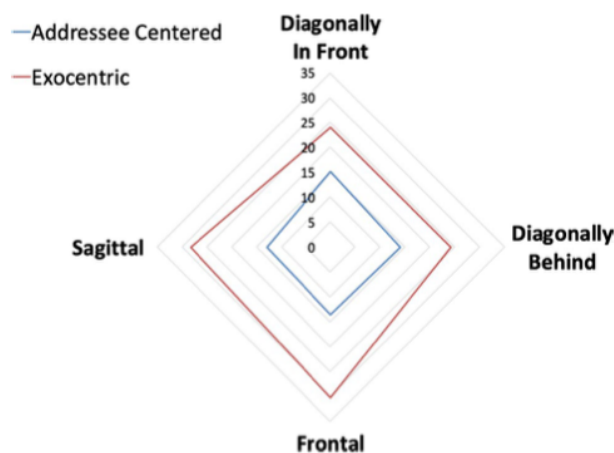 Addressee Centered
Exocentric
Diagonally
In Front
35
30
25
20
15
10
5
0
Sagittal
Diagonally
Behind
Frontal